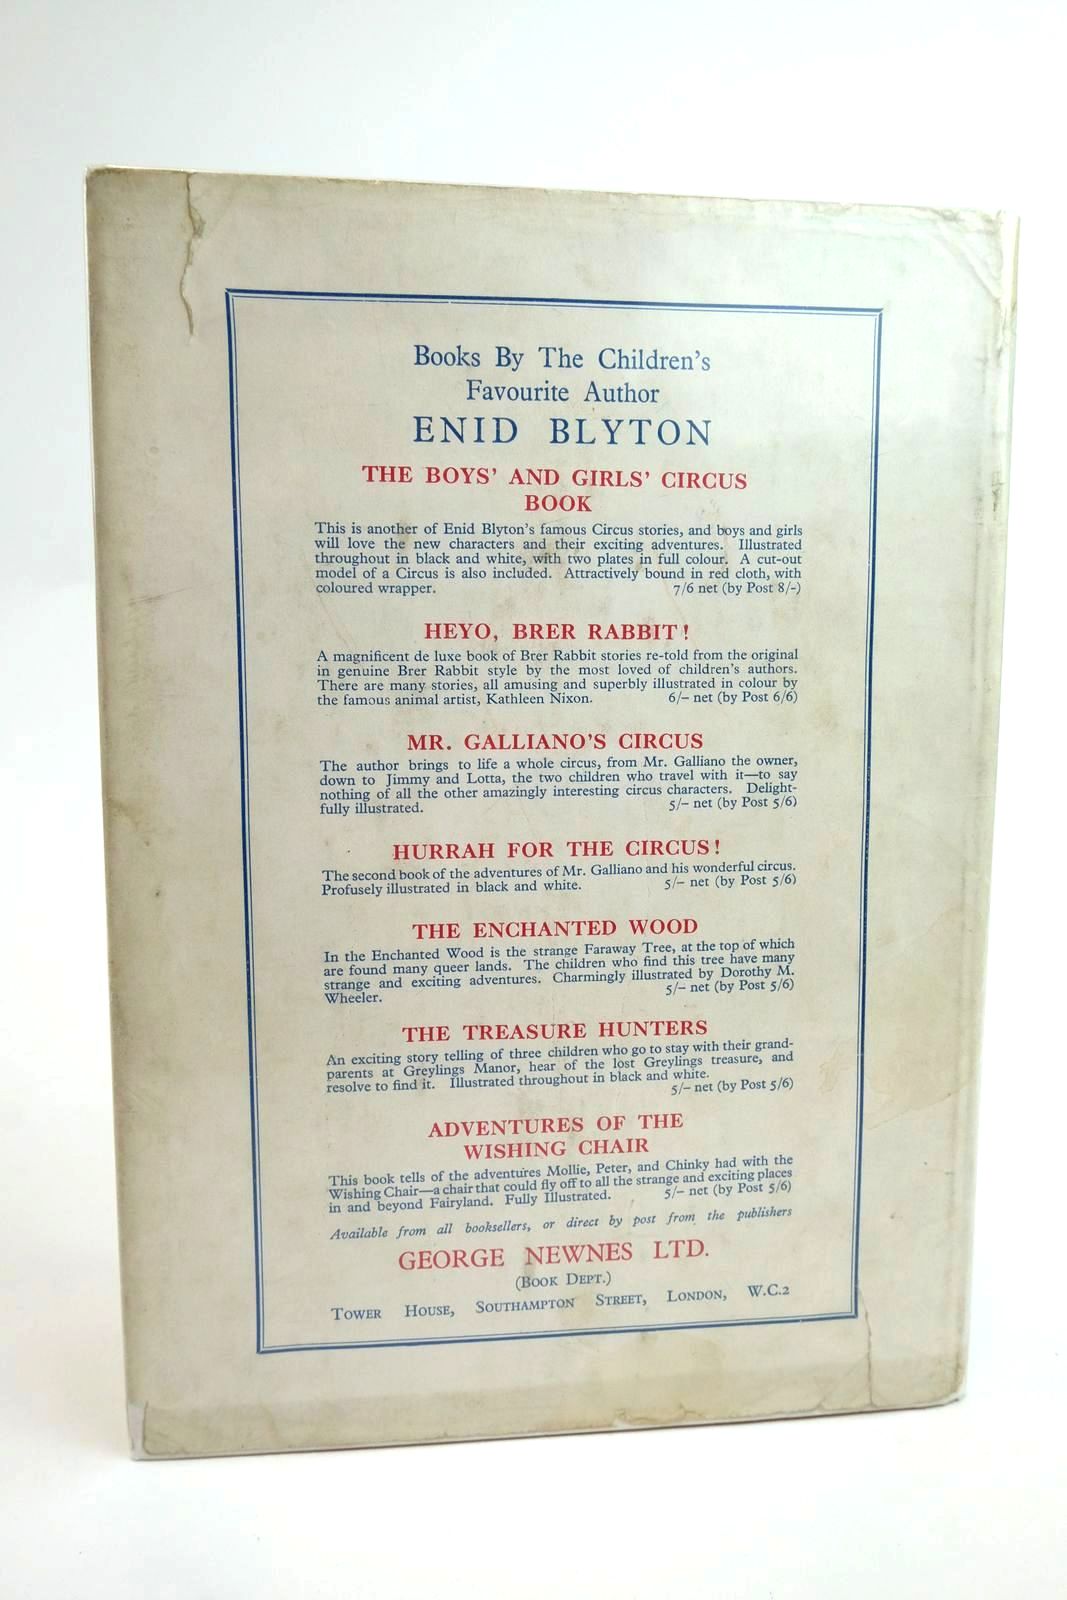 Books By The Children's
Favourite Author
ENID BLYTON
THE BOYS' AND GIRLS' CIRCUS
BOOK
This is another of Enid Blyton's famous Circus stories, and boys and girls
will love the new characters and their exciting adventures. Illustrated
throughout in black and white, with two plates in full colour. A cut-out
model of a Circus is also included. Attractively bound in red cloth, with
coloured wrapper. 7/6 net (by Post 8/-)
HEYO, BRER RABBIT!
A magnificent de luxe book of Brer Rabbit stories re-told from the original
in genuine Brer Rabbit style by the most loved of children's authors.
There are many stories, all amusing and superbly illustrated in colour by
the famous animal artist, Kathleen Nixon. 6/- net (by Post 6/6)
MR. GALLIANO'S CIRCUS
The author brings to life a whole circus, from Mr. Galliano the owner,
down to Jimmy and Lotta, the two children who travel with it—to say
nothing of all the other amazingly interesting circus characters. Delight-
fully illustrated. 5/- net (by Post 5/6)
HURRAH FOR THE CIRCUS!
The second book of the adventures of Mr. Galliano and his wonderful circus.
Profusely illustrated in black and white. 5/- net (by Post 5/6)
THE ENCHANTED WOOD
In the Enchanted Wood is the strange Faraway Tree, at the top of which
are found many queer lands. The children who find this tree have many
strange and exciting adventures. Charmingly illustrated by Dorothy M.
Wheeler. 5/- net (by Post 5/6)
THE TREASURE HUNTERS
An exciting story telling of three children who go to stay with their grand-
parents at Greylings Manor, hear of the lost Greylings treasure, and
resolve to find it. Illustrated throughout in black and white.
5/- net (by Post 5/6)
ADVENTURES OF THE
WISHING CHAIR
This book tells of the adventures Mollie, Peter, and Chinky had with the
Wishing Chair—a chair that could fly off to all the strange and exciting places
in and beyond Fairyland. Fully Illustrated. 5/- net (by Post 5/6)
Available from all booksellers, or direct by post from the publishers
GEORGE NEWNES LTD.
(BOOK DEPT.)
TOWER HOUSE, SOUTHAMPTON STREET, LONDON, W.C.2